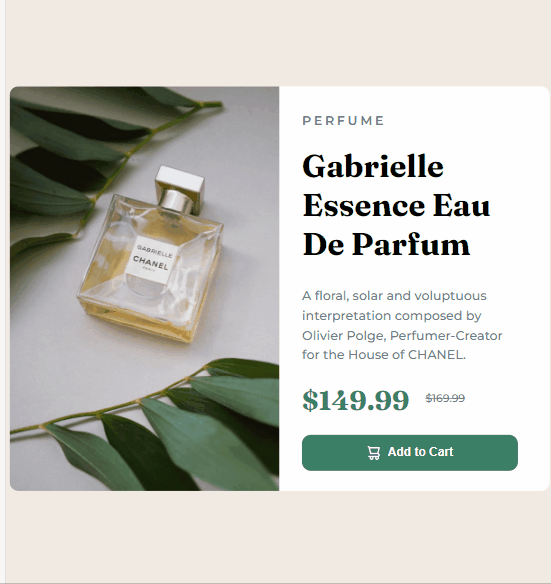 GABRIELLE
CHANEL
PARIS
PERFUME
Gabrielle
Essence Eau
De Parfum
A floral, solar and voluptuous
interpretation composed by
Olivier Polge, Perfumer-Creator
for the House of CHANEL.
$149.99 $169.99
Add to Cart